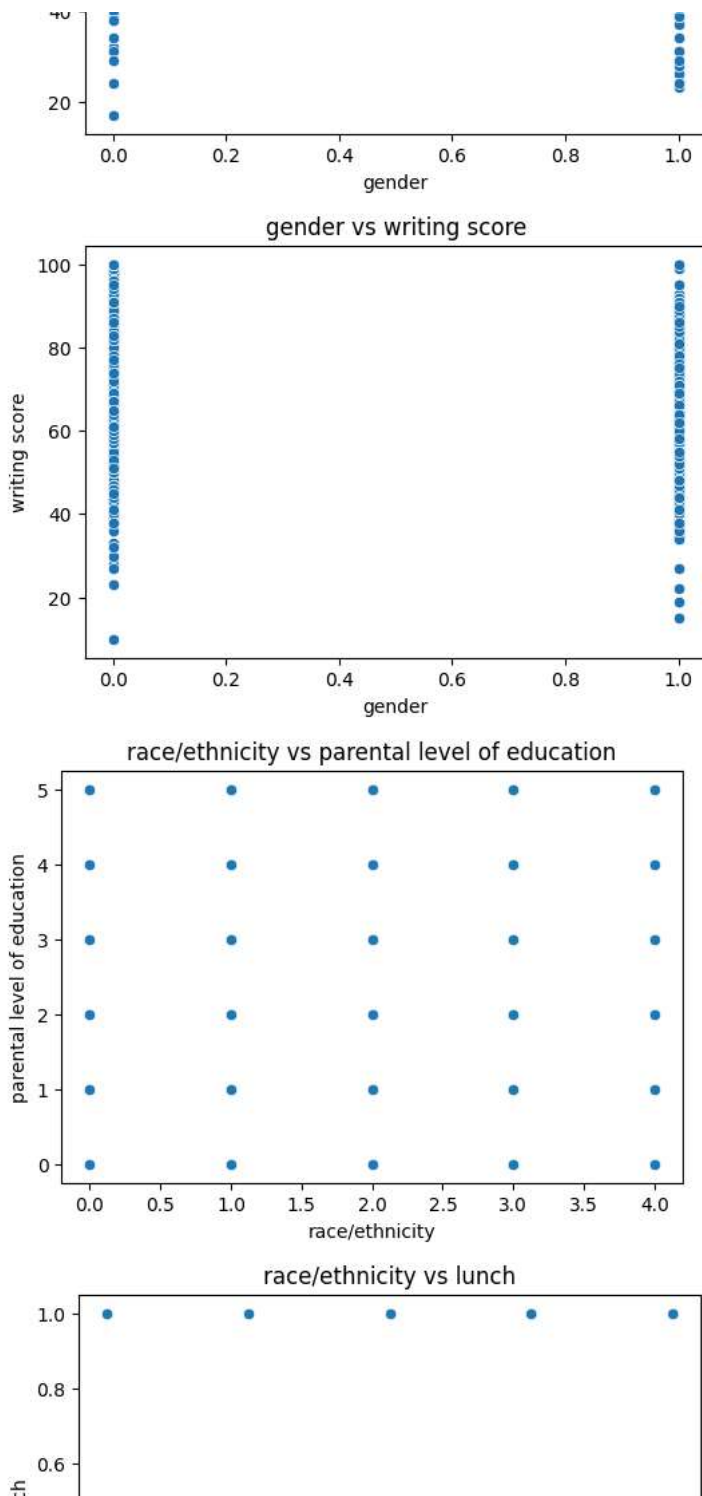 40
20
0.0 0.2 0.4 0.6 0.8 1.0
gender
gender vs writing score
100
80
60
40
20
writing score
0.0 0.2 0.4 0.6 0.8 1.0
gender
race/ethnicity vs parental level of education
5
4
3
2
1
0
parental level of education
0.0 0.5 1.0 1.5 2.0 2.5 3.0 3.5 4.0
race/ethnicity
race/ethnicity vs lunch
1.0
0.8
0.6